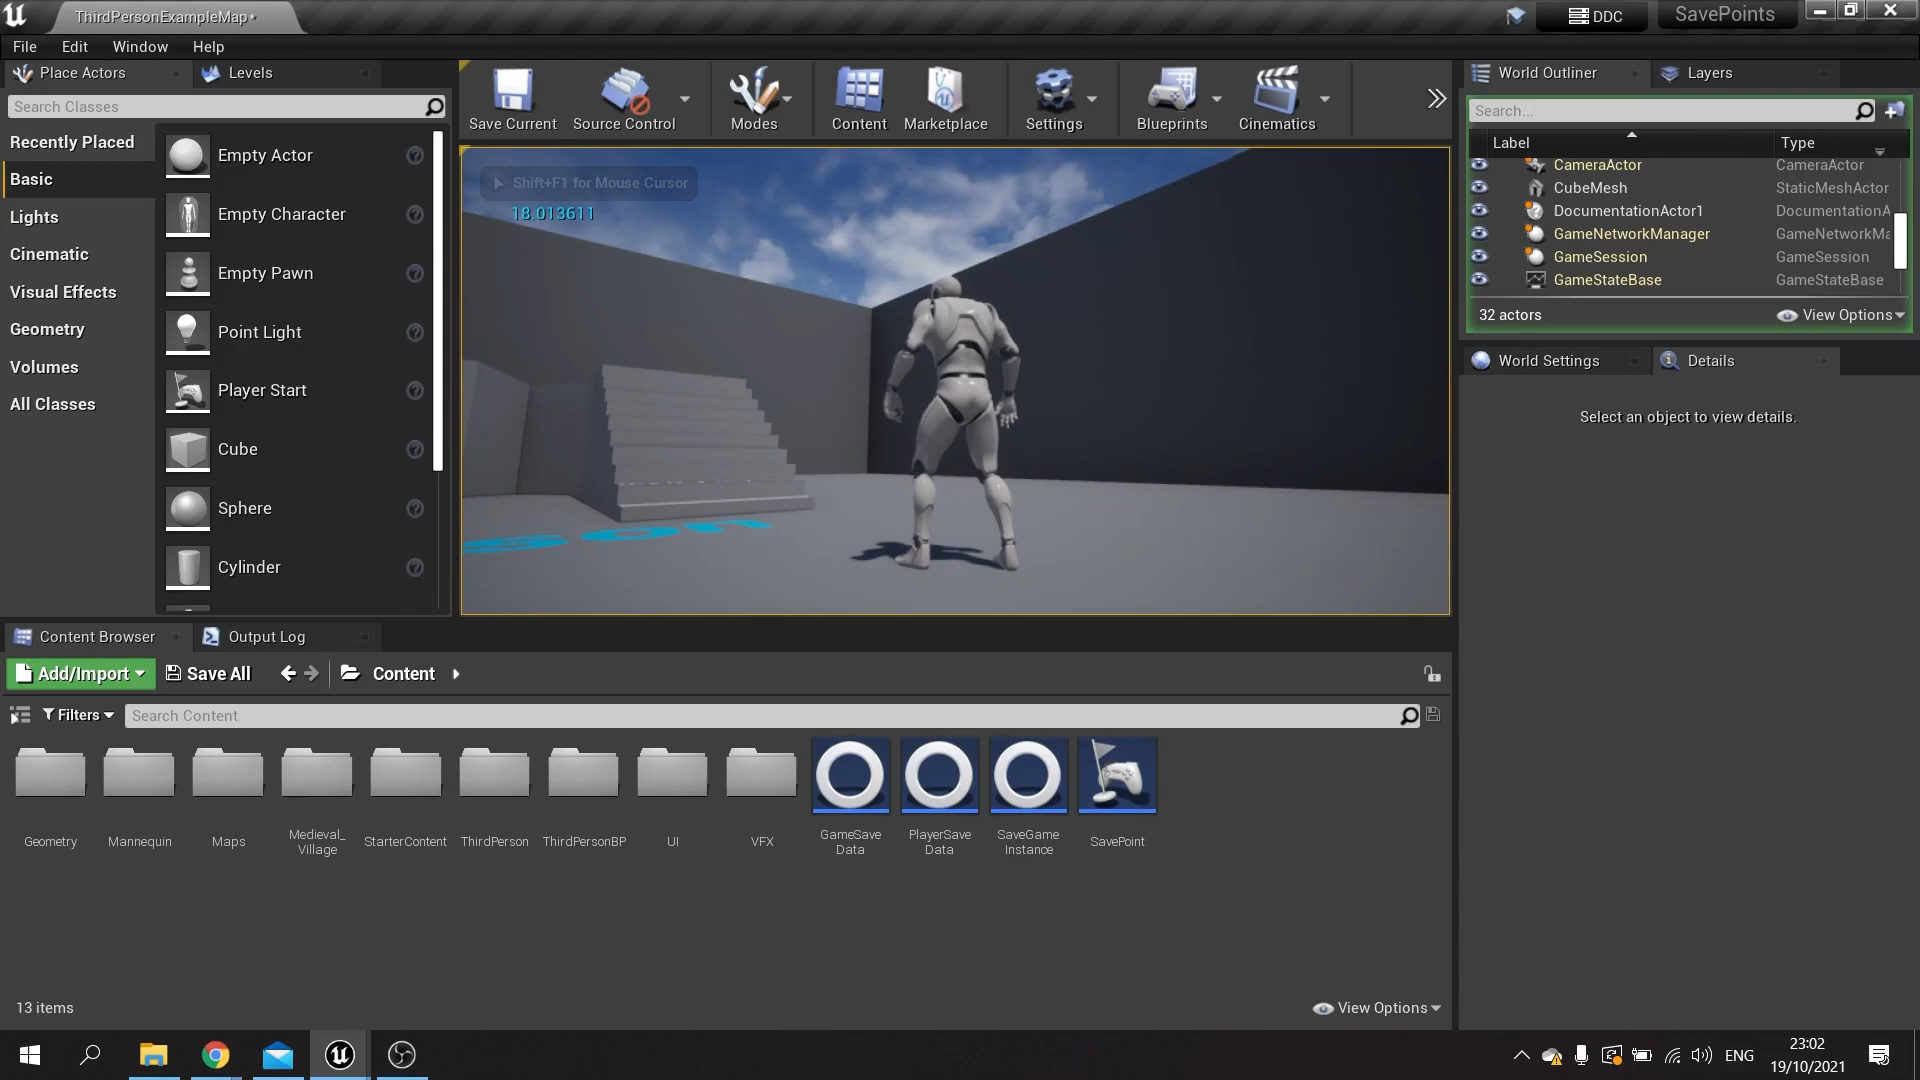 ThirdPersonExampleMap*
DDC
SavePoints
File Edit Window Help
Place Actors
Levels
Search Classes
Recently Placed
Basic
Lights
Cinematic
Visual Effects
Geometry
Volumes
All Classes
Empty Actor
Empty Character
Empty Pawn
Point Light
Player Start
Cube
Sphere
Cylinder
Save Current
Source Control
Modes
Content
Marketplace
Settings
Blueprints
Cinematics
Shift+F1 for Mouse Cursor
18.013611
son
World Outliner
Layers
Search...
Label Type
CameraActor CameraActor
CubeMesh StaticMeshActor
DocumentationActor1 DocumentationA
GameNetworkManager GameNetworkMa
GameSession GameSession
GameStateBase GameStateBase
32 actors
View Options
World Settings
Details
Select an object to view details.
Content Browser
Output Log
Add/Import
Save All
Content
Filters
Search Content
Geometry
Mannequin
Maps
Medieval_
Village
StarterContent
ThirdPerson
ThirdPersonBP
UI
VFX
GameSave
Data
PlayerSave
Data
SaveGame
Instance
SavePoint
13 items
View Options
ENG
23:02
19/10/2021